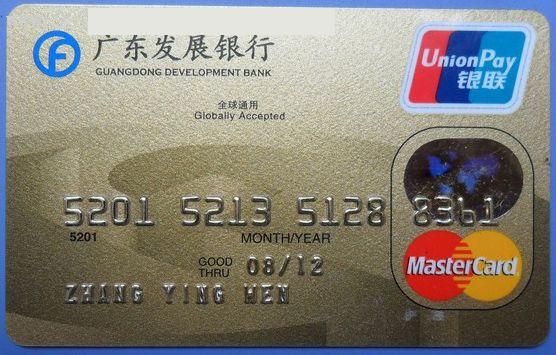 广东发展银行
GUANGDONG DEVELOPMENT BANK
UnionPay
银联
全球通用
Globally Accepted
5201 5213 5128 8361
5201
MONTH/YEAR
GOOD THRU 08/12
MasterCard
ZHANG YING WEN